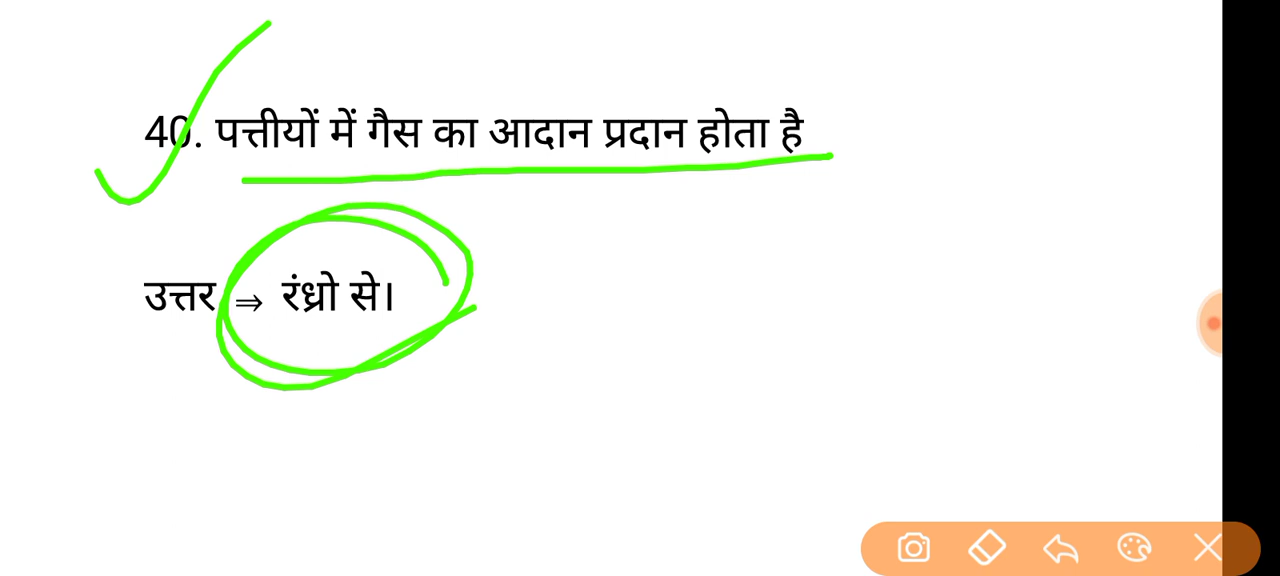 40. पत्तीयों में गैस का आदान प्रदान होता है
उत्तर ⇒ रंध्रो से।